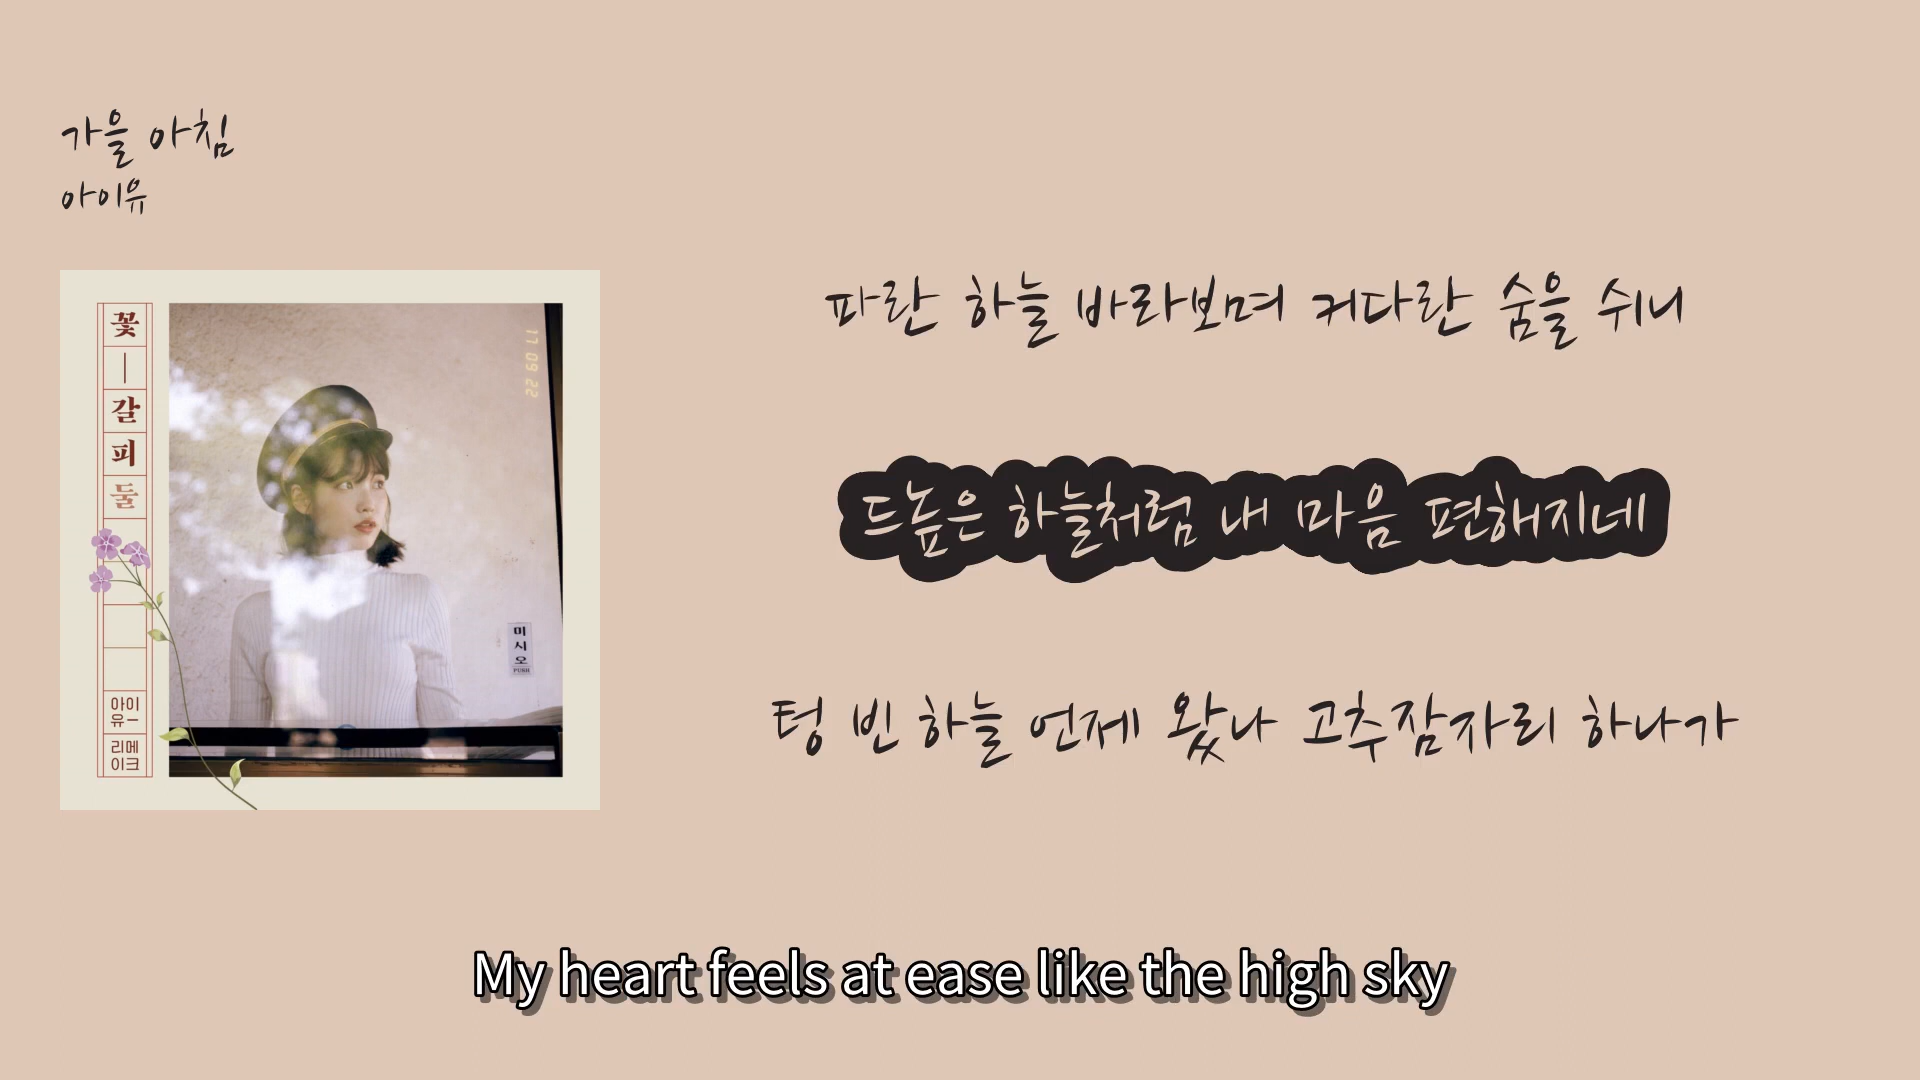 가을 아침
아이유
꽃
갈
피
둘
아이
유ー
리메
이크
17 09 22
미
시
오
PUSH
파란 하늘 바라보며 커다란 숨을 쉬니
드높은 하늘처럼 내 마음 편해지네
텅 빈 하늘 언제 왔나 고추잠자리 하나가
My heart feels at ease like the high sky